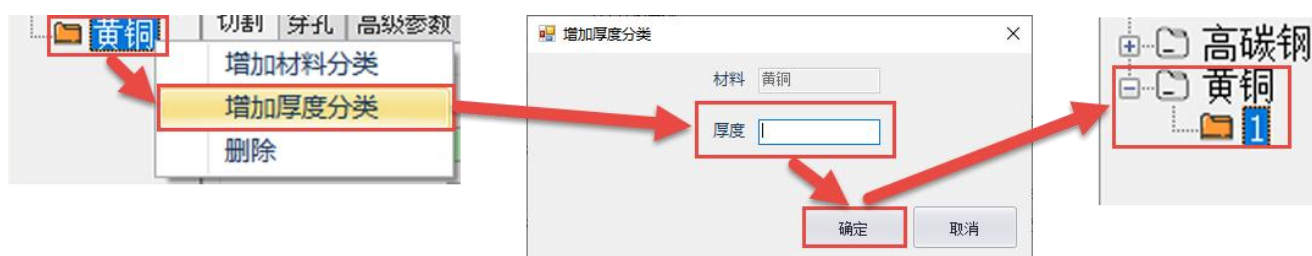 黄铜
切割 穿孔 高级参数
增加材料分类
增加厚度分类
删除
增加厚度分类
材料 黄铜
厚度
确定 取消
高碳钢
黄铜
1